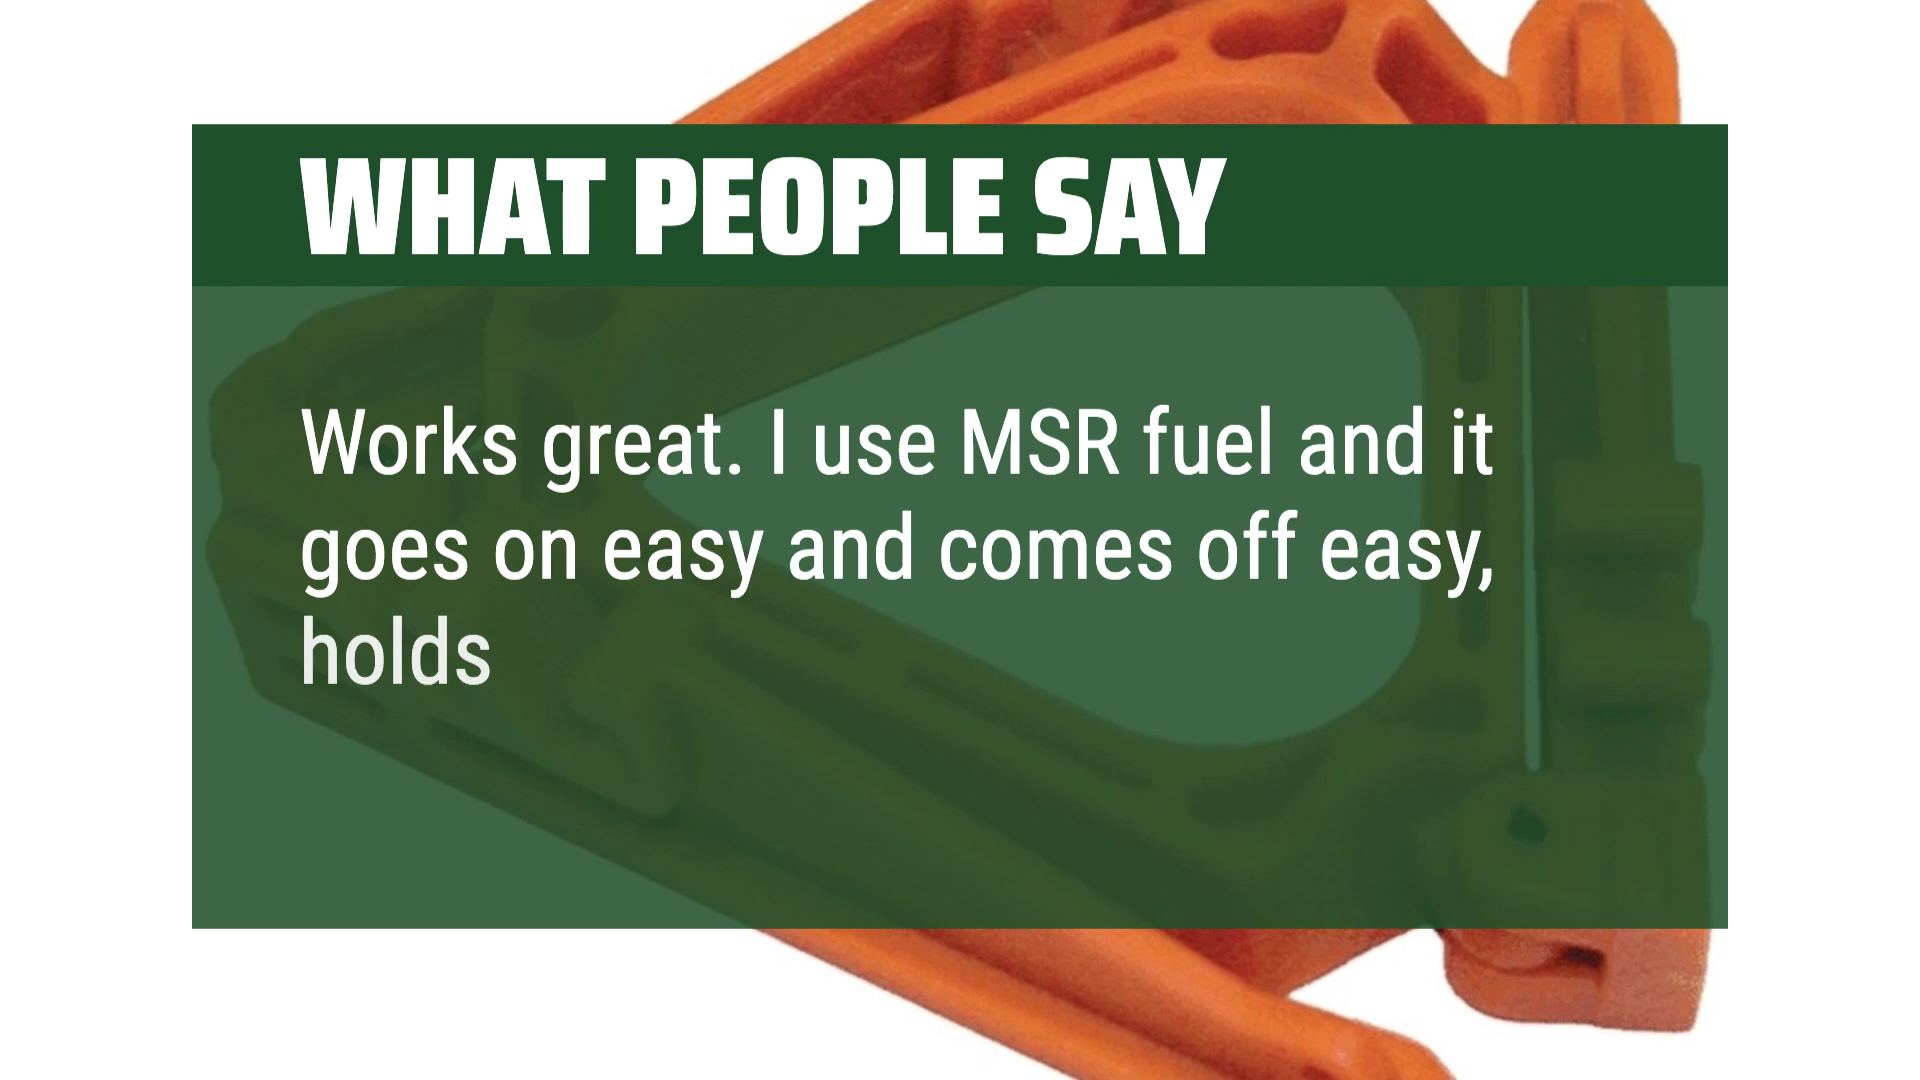 WHAT PEOPLE SAY
Works great. I use MSR fuel and it
goes on easy and comes off easy,
holds